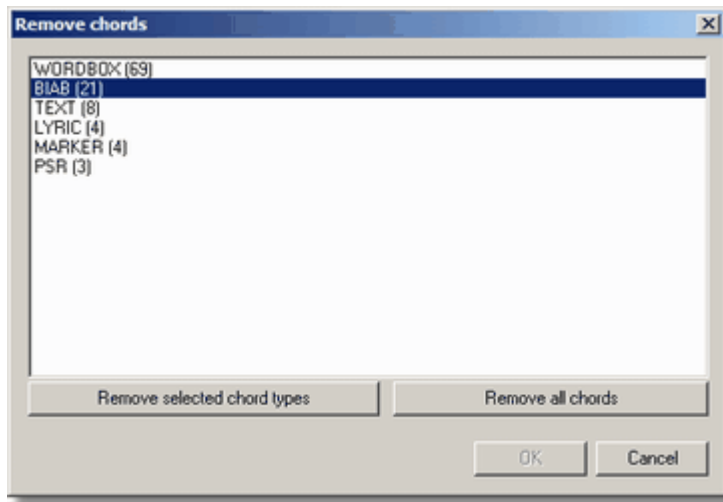 Remove chords
WORDBOX (69)
BIAB (21)
TEXT (8)
LYRIC (4)
MARKER (4)
PSR (3)
Remove selected chord types
Remove all chords
OK
Cancel